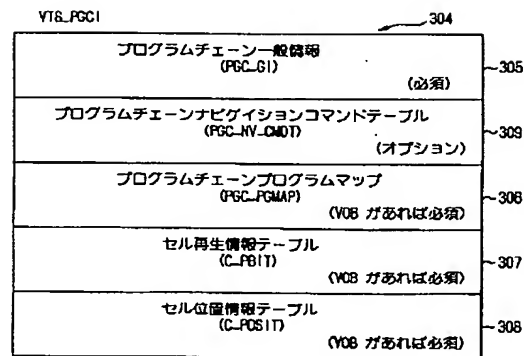 VTS_PGCI
304
プログラムチェーン一般情報
(PGC_GI)
(必須)
305
プログラムチェーンナビゲイションコマンドテーブル
(PGC_NV_CMDT)
(オプション)
309
プログラムチェーンプログラムマップ
(PGC_PGMAP)
(VOB があれば必須)
306
セル再生情報テーブル
(C_PBIT)
(VOB があれば必須)
307
セル位置情報テーブル
(C_POSIT)
(VOB があれば必須)
308